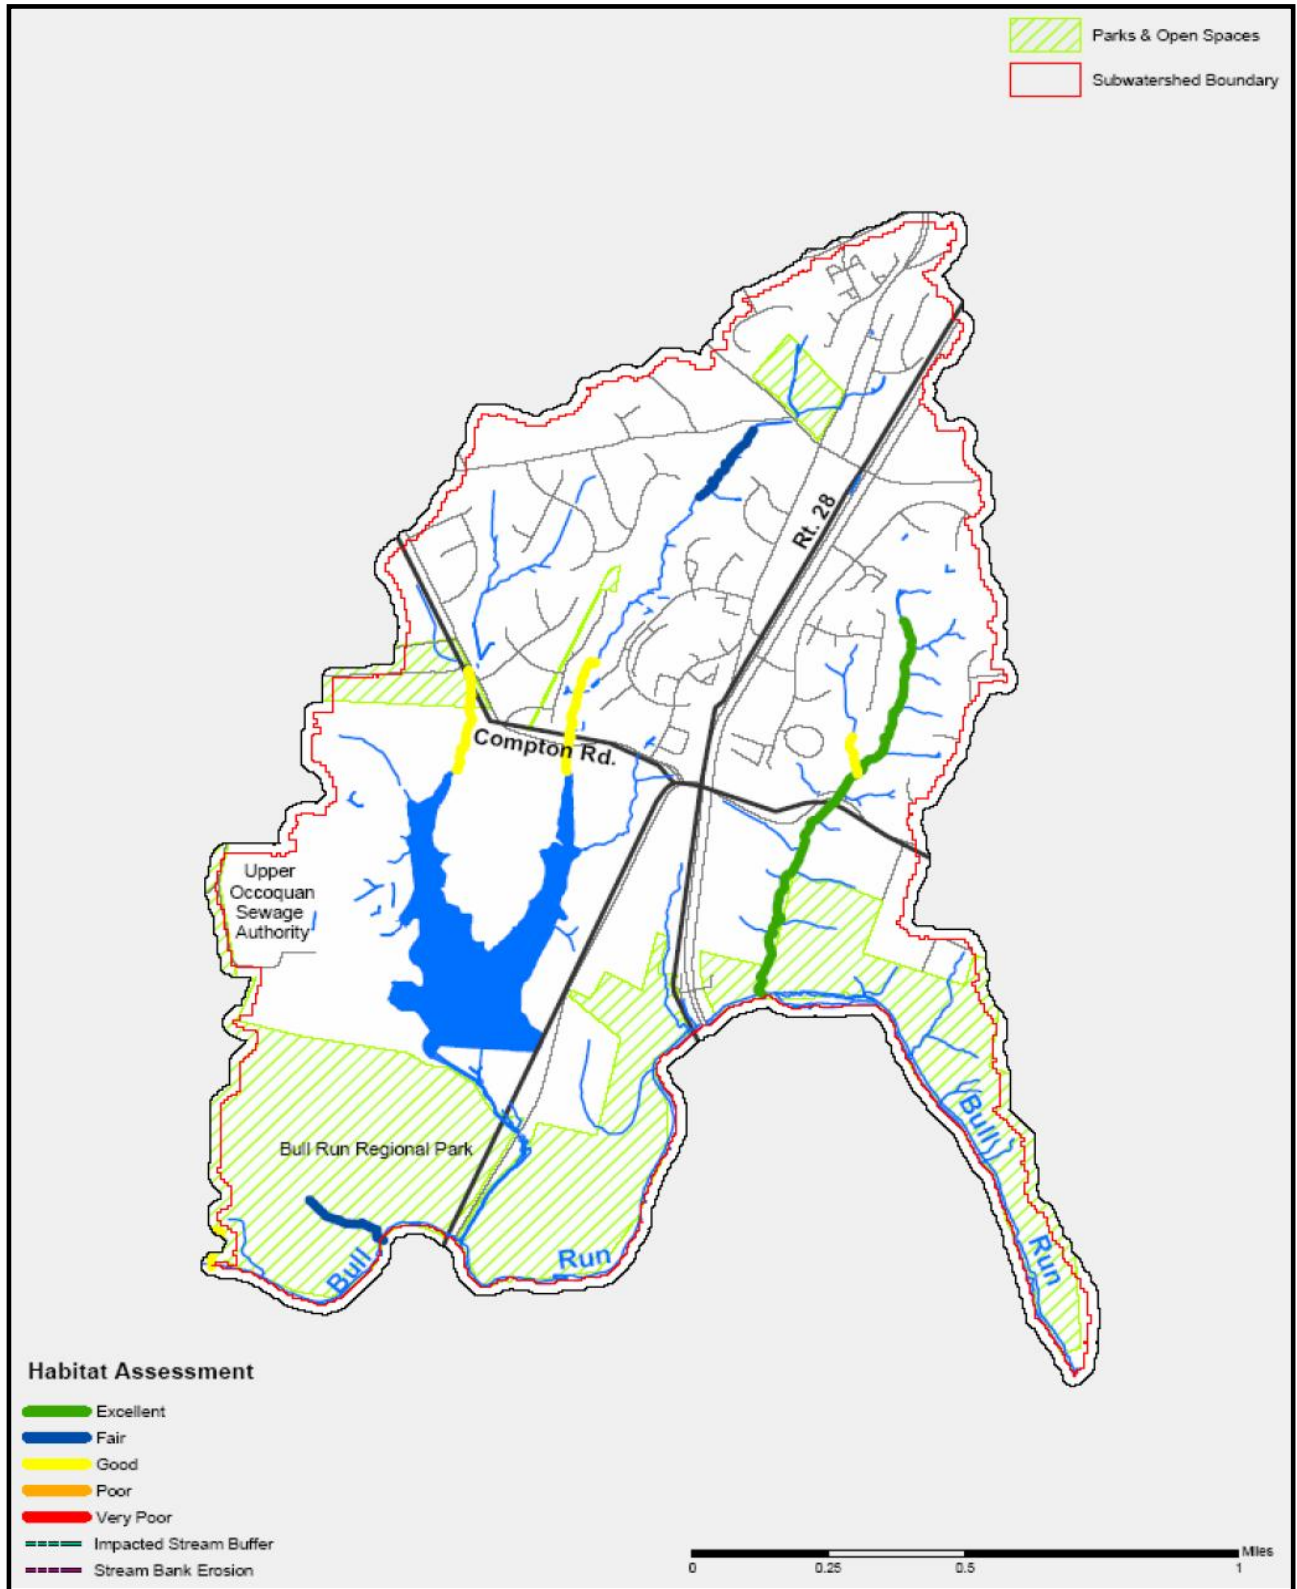 Parks & Open Spaces
Subwatershed Boundary
Rt. 28
Compton Rd.
Upper
Occoquan
Sewage
Authority
Bull Run Regional Park
Bull
Run
Bull
Run
Habitat Assessment
Excellent
Fair
Good
Poor
Very Poor
Impacted Stream Buffer
Stream Bank Erosion
Miles
0
0.25
0.5
1